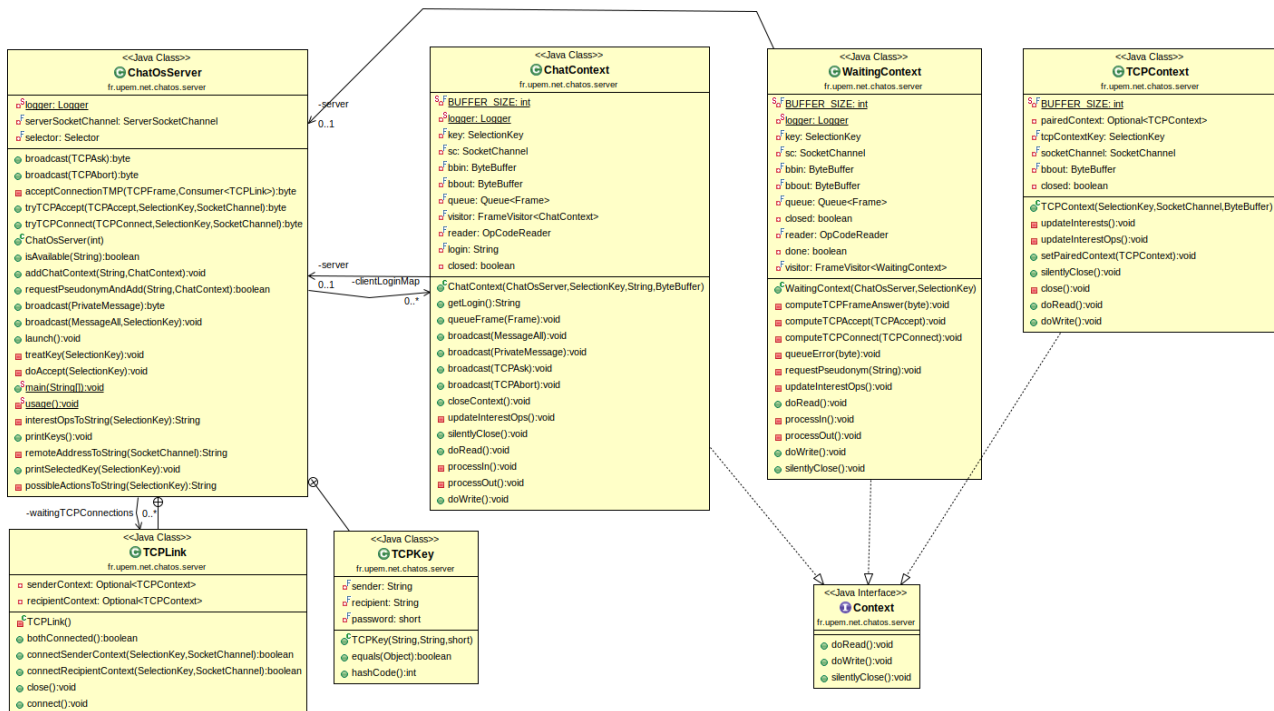 <<Java Class>>
ChatOsServer
fr.upem.net.chatos.server
logger: Logger
serverSocketChannel: ServerSocketChannel
selector: Selector
broadcast(TCPAsk):byte
broadcast(TCPAbort):byte
acceptConnectionTMP(TCPFrame,Consumer<TCPLink>):byte
tryTCPAccept(TCPAccept,SelectionKey,SocketChannel):byte
tryTCPConnect(TCPConnect,SelectionKey,SocketChannel):byte
ChatOsServer(int)
isAvailable(String):boolean
addChatContext(String,ChatContext):void
requestPseudonymAndAdd(String,ChatContext):boolean
broadcast(PrivateMessage):byte
broadcast(MessageAll,SelectionKey):void
launch():void
treatKey(SelectionKey):void
doAccept(SelectionKey):void
main(String[]):void
usage():void
interestOpsToString(SelectionKey):String
printKeys():void
remoteAddressToString(SocketChannel):String
printSelectedKey(SelectionKey):void
possibleActionsToString(SelectionKey):String
-server
0..1
-server
0..1
-clientLoginMap
0..*
<<Java Class>>
ChatContext
fr.upem.net.chatos.server
BUFFER_SIZE: int
logger: Logger
key: SelectionKey
sc: SocketChannel
bbin: ByteBuffer
bbout: ByteBuffer
queue: Queue<Frame>
visitor: FrameVisitor<ChatContext>
reader: OpCodeReader
login: String
closed: boolean
ChatContext(ChatOsServer,SelectionKey,String,ByteBuffer)
getLogin():String
queueFrame(Frame):void
broadcast(MessageAll):void
broadcast(PrivateMessage):void
broadcast(TCPAsk):void
broadcast(TCPAbort):void
closeContext():void
updateInterestOps():void
silentlyClose():void
doRead():void
processIn():void
processOut():void
doWrite():void
<<Java Class>>
WaitingContext
fr.upem.net.chatos.server
BUFFER_SIZE: int
logger: Logger
key: SelectionKey
sc: SocketChannel
bbin: ByteBuffer
bbout: ByteBuffer
queue: Queue<Frame>
closed: boolean
reader: OpCodeReader
done: boolean
visitor: FrameVisitor<WaitingContext>
WaitingContext(ChatOsServer,SelectionKey)
computeTCPFrameAnswer(byte):void
computeTCPAccept(TCPAccept):void
computeTCPConnect(TCPConnect):void
queueError(byte):void
requestPseudonym(String):void
updateInterestOps():void
doRead():void
processIn():void
processOut():void
doWrite():void
silentlyClose():void
<<Java Class>>
TCPContext
fr.upem.net.chatos.server
BUFFER_SIZE: int
pairedContext: Optional<TCPContext>
tcpContextKey: SelectionKey
socketChannel: SocketChannel
bbout: ByteBuffer
closed: boolean
TCPContext(SelectionKey,SocketChannel,ByteBuffer)
updateInterests():void
updateInterestOps():void
setPairedContext(TCPContext):void
silentlyClose():void
close():void
doRead():void
doWrite():void
-waitingTCPConnections
0..*
<<Java Class>>
TCPLink
fr.upem.net.chatos.server
senderContext: Optional<TCPContext>
recipientContext: Optional<TCPContext>
TCPLink()
bothConnected():boolean
connectSenderContext(SelectionKey,SocketChannel):boolean
connectRecipientContext(SelectionKey,SocketChannel):boolean
close():void
connect():void
<<Java Class>>
TCPKey
fr.upem.net.chatos.server
sender: String
recipient: String
password: short
TCPKey(String,String,short)
equals(Object):boolean
hashCode():int
<<Java Interface>>
Context
fr.upem.net.chatos.server
doRead():void
doWrite():void
silentlyClose():void